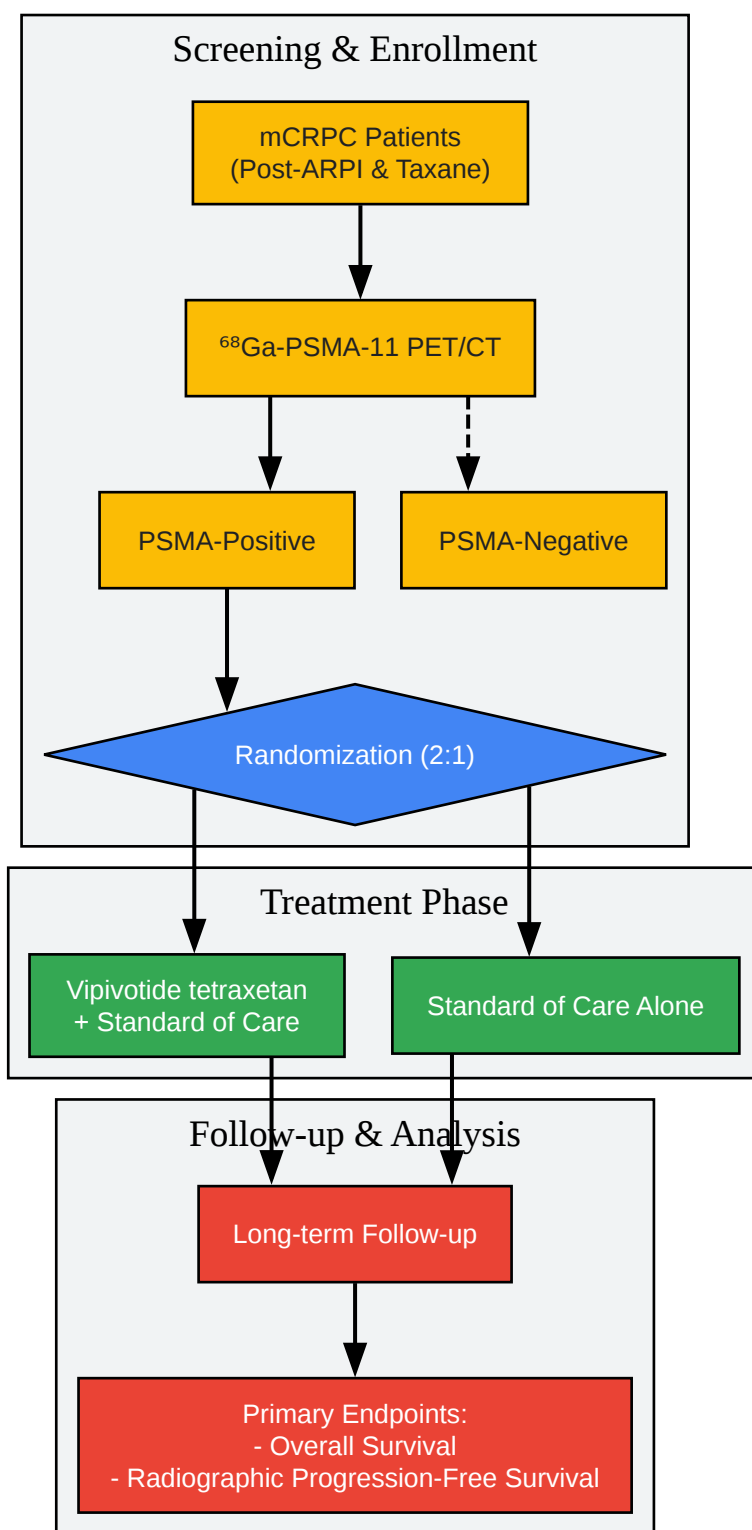 Screening & Enrollment
mCRPC Patients
(Post-ARPI & Taxane)
⁶⁸Ga-PSMA-11 PET/CT
PSMA-Positive
PSMA-Negative
Randomization (2:1)
Treatment Phase
Vipivotide tetraxetan
+ Standard of Care
Standard of Care Alone
Follow-up & Analysis
Long-term Follow-up
Primary Endpoints:
- Overall Survival
- Radiographic Progression-Free Survival